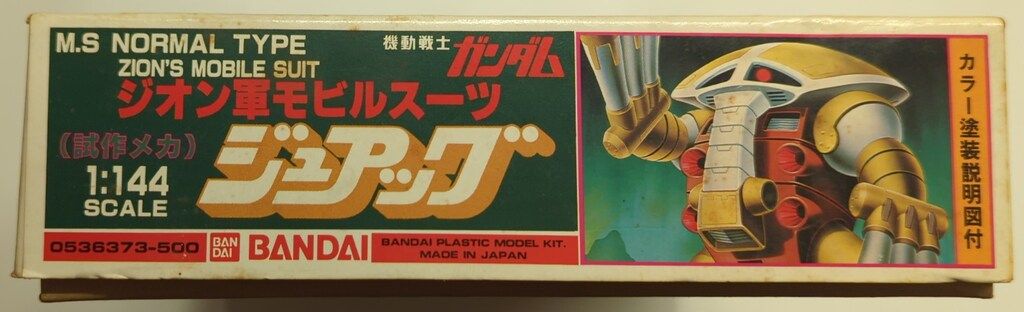 M.S NORMAL TYPE
ZION'S MOBILE SUIT
機動戦士
ガンダム
ジオン軍モビルスーツ
(試作メカ)
ジュアッグ
1:144
SCALE
0536373-500
BAN
DAI
BANDAI
BANDAI PLASTIC MODEL KIT.
MADE IN JAPAN
カラー塗装説明図付